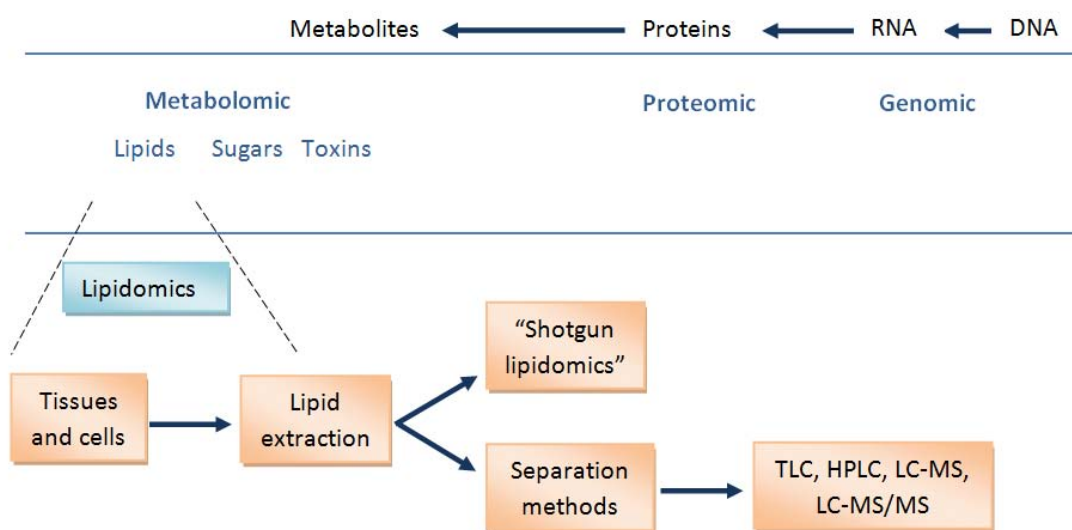 Metabolites Proteins RNA DNA
Metabolomic Proteomic Genomic
Lipids Sugars Toxins
Lipidomics
“Shotgun
lipidomics”
Tissues
and cells
Lipid
extraction
Separation
methods
TLC, HPLC, LC-MS,
LC-MS/MS